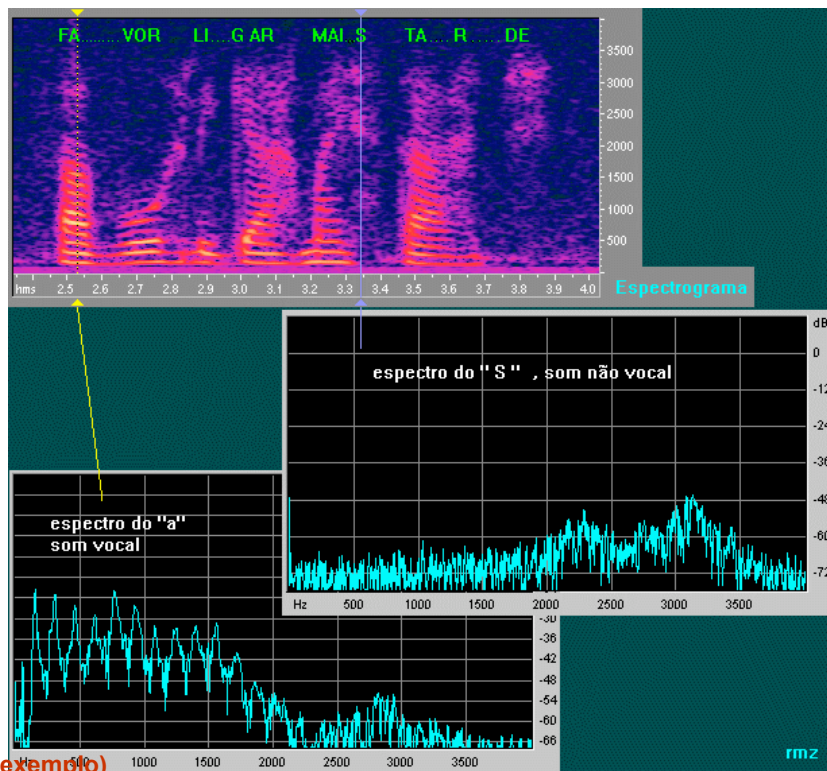 FA.........VOR LI....G AR MAI..S TA....R.....DE
3500
3000
2500
2000
1500
1000
500
hms 2.5 2.6 2.7 2.8 2.9 3.0 3.1 3.2 3.3 3.4 3.5 3.6 3.7 3.8 3.9 4.0
Espectrograma
dB
0
-12
-24
-36
-48
-60
-72
espectro do " S " , som não vocal
Hz 500 1000 1500 2000 2500 3000 3500
espectro do "a"
som vocal
-30
-36
-42
-48
-54
-60
-66
Hz 500 1000 1500 2000 2500 3000 3500
exemplo)
rmz